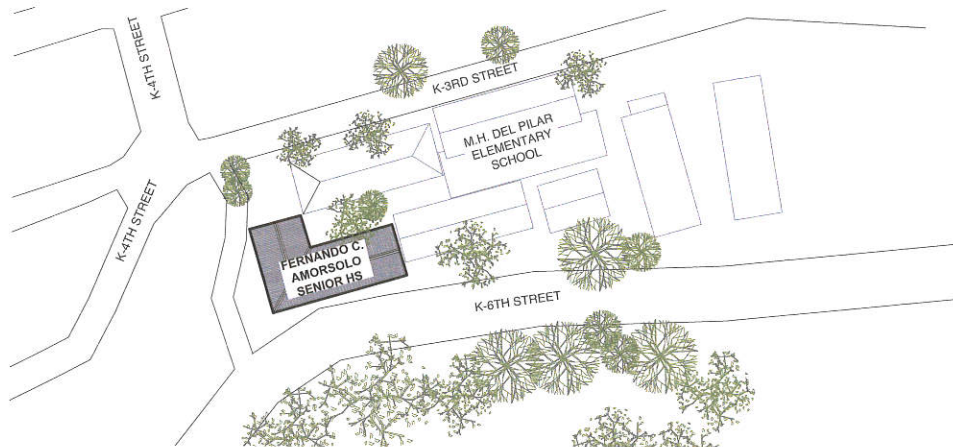 K-4TH STREET
K-3RD STREET
M.H. DEL PILAR
ELEMENTARY
SCHOOL
K-4TH STREET
FERNANDO C.
AMORSOLO
SENIOR HS
K-6TH STREET